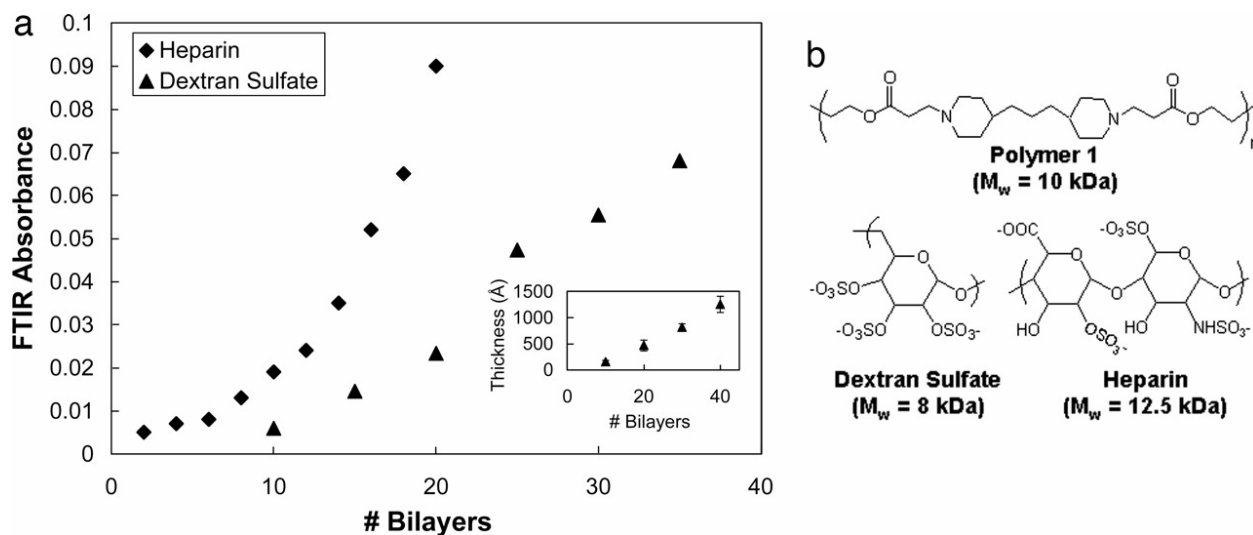 a
Heparin
Dextran Sulfate
FTIR Absorbance
0.1
0.09
0.08
0.07
0.06
0.05
0.04
0.03
0.02
0.01
0
0 10 20 30 40
# Bilayers
Thickness (Å)
1500
1000
500
0
0 20 40
# Bilayers
b
O
O
N
N
O
O
n
Polymer 1
(Mw = 10 kDa)
-O3SO
-O3SO
OSO3-
O
O
Dextran Sulfate
(Mw = 8 kDa)
-OOC
-O3SO
O
O
O
O
HO
OSO3-
HO
NHSO3-
Heparin
(Mw = 12.5 kDa)